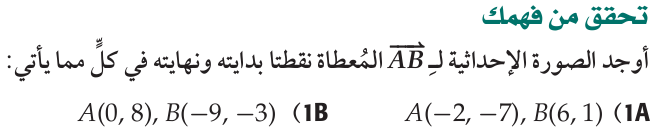 تحقق من فهمك
أوجد الصورة الإحداثية لـِ AB المُعطاة نقطتا بدايته ونهايته في كلٍّ مما يأتي:
A(−2, −7), B(6, 1) (1A A(0, 8), B(−9, −3) (1B